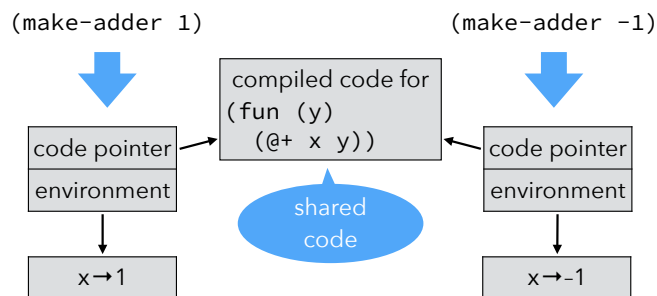 (make-adder 1)
(make-adder -1)
compiled code for
(fun (y)
(@+ x y))
code pointer
environment
code pointer
environment
shared
code
x→1
x→-1